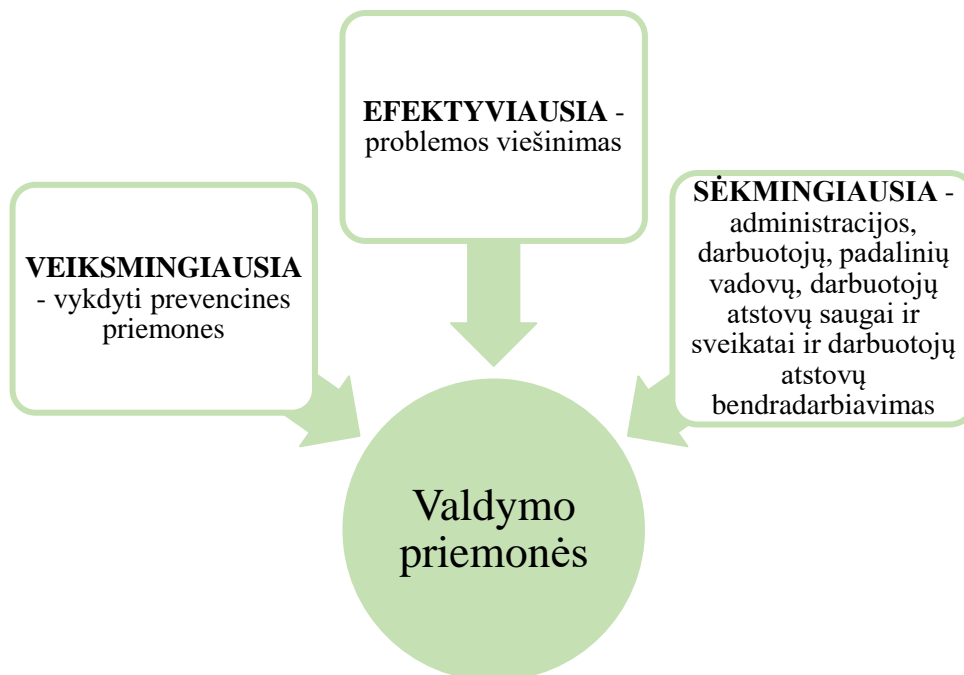 EFEKTYVIAUSIA -
problemos viešinimas
VEIKSMINGIAUSIA
- vykdyti prevencines
priemones
SĖKMINGIAUSIA -
administracijos,
darbuotojų, padalinių
vadovų, darbuotojų
atstovų saugai ir
sveikatai ir darbuotojų
atstovų
bendradarbiavimas
Valdymo
priemonės